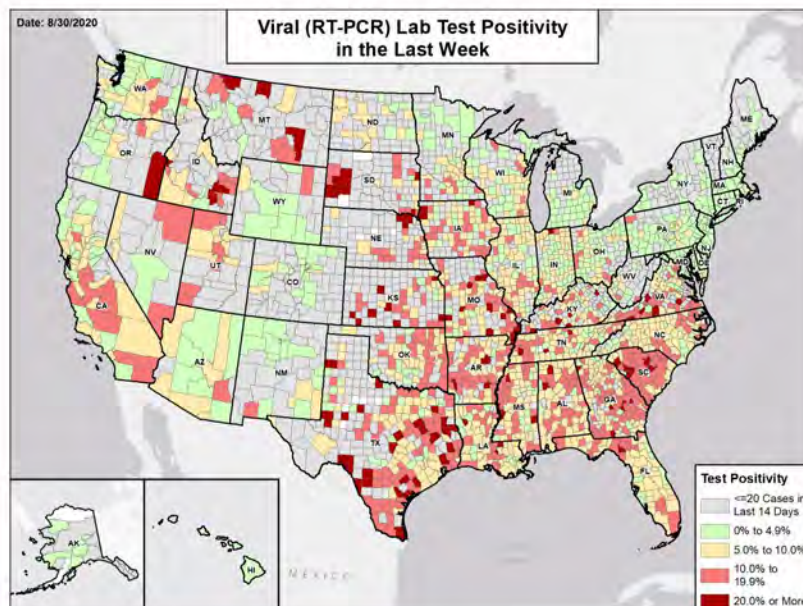 Date: 8/30/2020
Viral (RT-PCR) Lab Test Positivity
in the Last Week
WA
MT
ND
MN
ME
OR
ID
SD
WI
VT
NH
NY
MA
CT
RI
WY
MI
PA
NJ
NE
IA
OH
MD
DE
NV
UT
CO
IL
IN
WV
VA
CA
KS
MO
KY
NC
TN
AZ
NM
OK
AR
SC
MS
AL
GA
TX
LA
FL
AK
HI
MEXICO
Test Positivity
<=20 Cases in
Last 14 Days
0% to 4.9%
5.0% to 10.0%
10.0% to
19.9%
20.0% or More